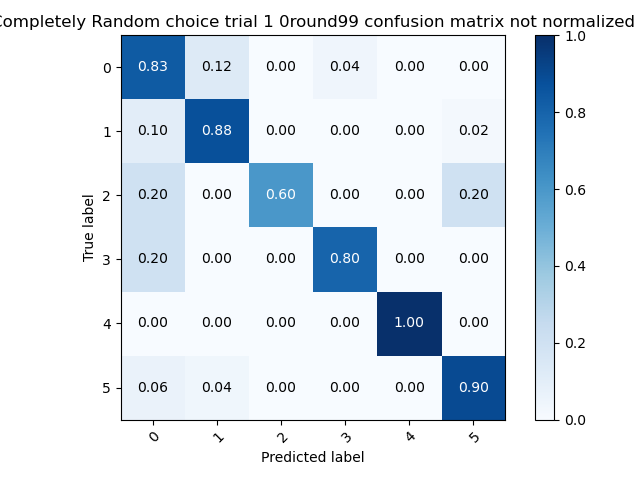 Completely Random choice trial 1 0round99 confusion matrix not normalized
0 0.83 0.12 0.00 0.04 0.00 0.00
1 0.10 0.88 0.00 0.00 0.00 0.02
2 0.20 0.00 0.60 0.00 0.00 0.20
3 0.20 0.00 0.00 0.80 0.00 0.00
4 0.00 0.00 0.00 0.00 1.00 0.00
5 0.06 0.04 0.00 0.00 0.00 0.90
0 1 2 3 4 5
True label
Predicted label
1.0
0.8
0.6
0.4
0.2
0.0